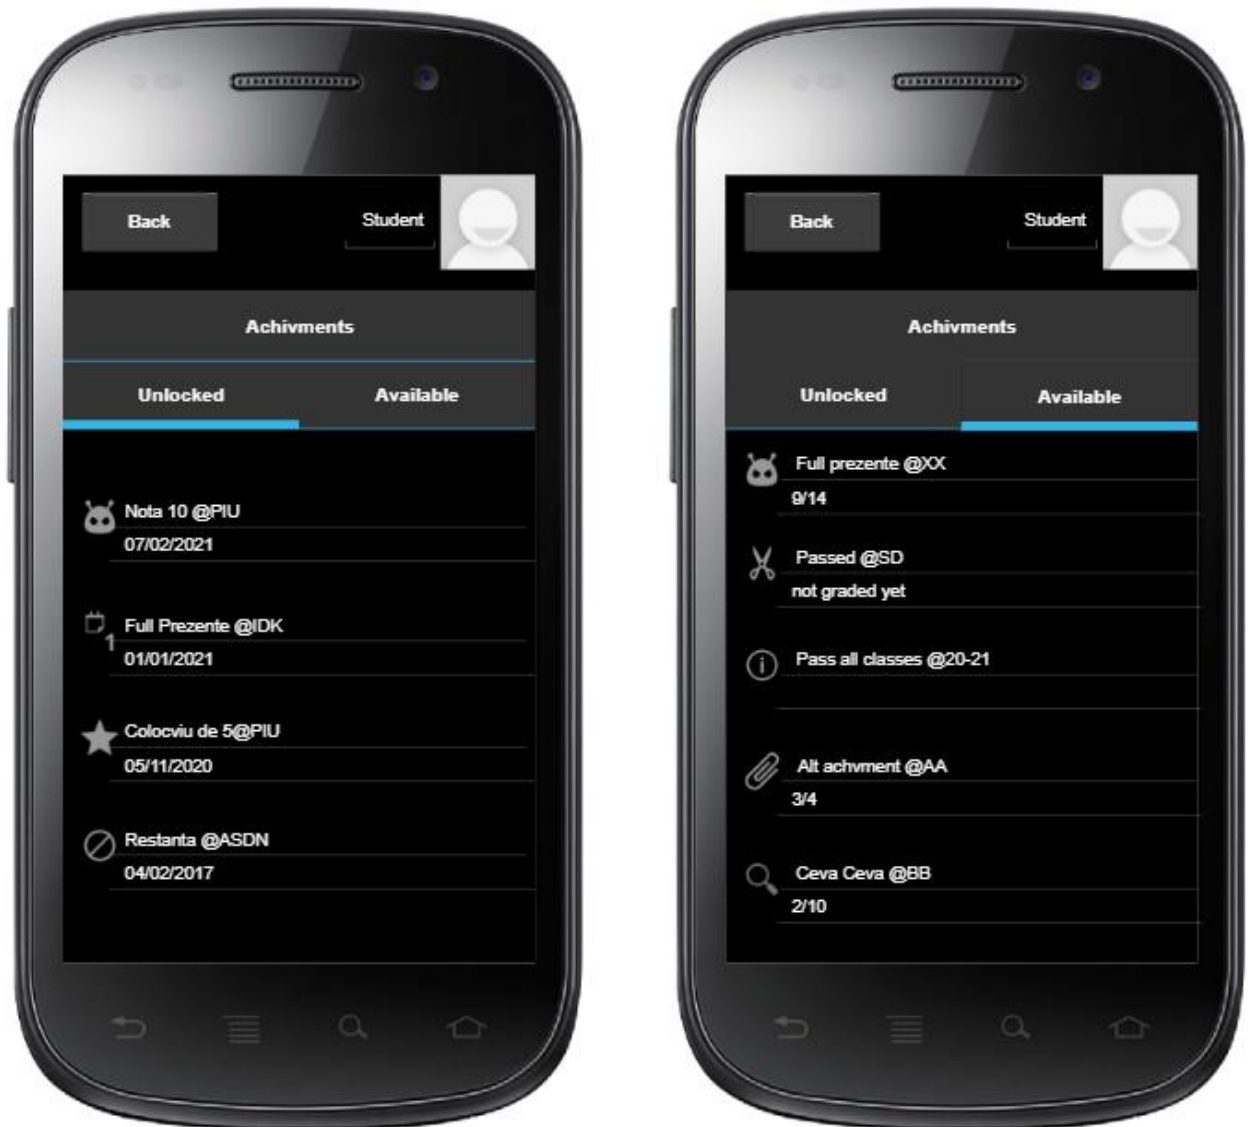 Back
Student
Achivments
Unlocked
Available
Nota 10 @PIU
07/02/2021
1
Full Prezente @IDK
01/01/2021
Colocviu de 5@PIU
05/11/2020
Restanta @ASDN
04/02/2017
Back
Student
Achivments
Unlocked
Available
Full prezente @XX
9/14
Passed @SD
not graded yet
Pass all classes @20-21
Alt achvment @AA
3/4
Ceva Ceva @BB
2/10